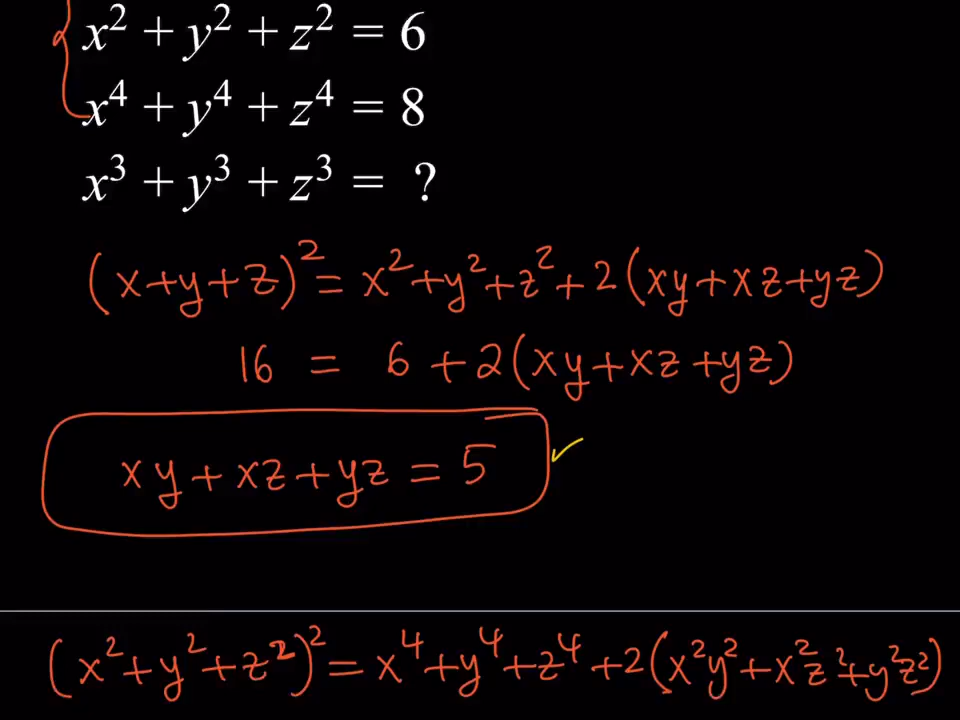 x² + y² + z² = 6
x⁴ + y⁴ + z⁴ = 8
x³ + y³ + z³ = ?
(x+y+z)² = x²+y²+z²+2(xy+xz+yz)
16 = 6 +2(xy+xz+yz)
xy+xz+yz = 5
(x²+y²+z²)² = x⁴+y⁴+z⁴+2(x²y²+x²z²+y²z²)